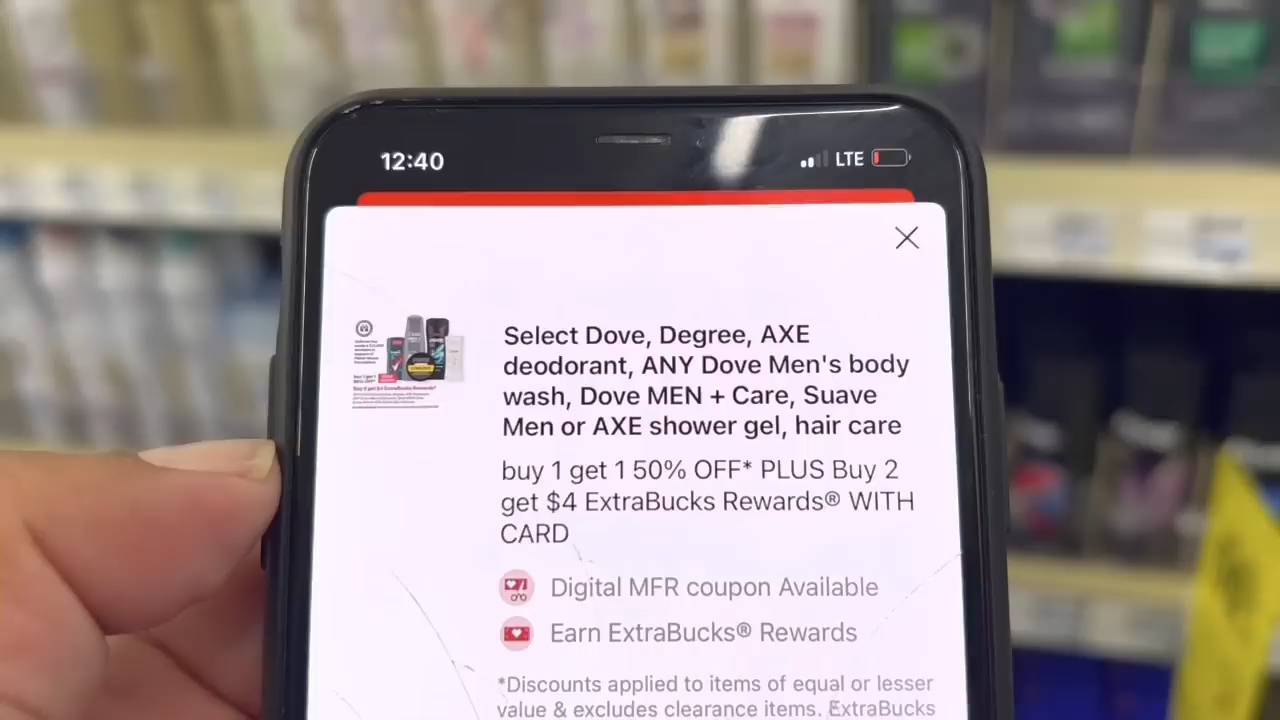 12:40
LTE
Select Dove, Degree, AXE
deodorant, ANY Dove Men's body
wash, Dove MEN + Care, Suave
Men or AXE shower gel, hair care
buy 1 get 1 50% OFF* PLUS Buy 2
get $4 ExtraBucks Rewards® WITH
CARD
Digital MFR coupon Available
Earn ExtraBucks® Rewards
*Discounts applied to items of equal or lesser
value & excludes clearance items. ExtraBucks